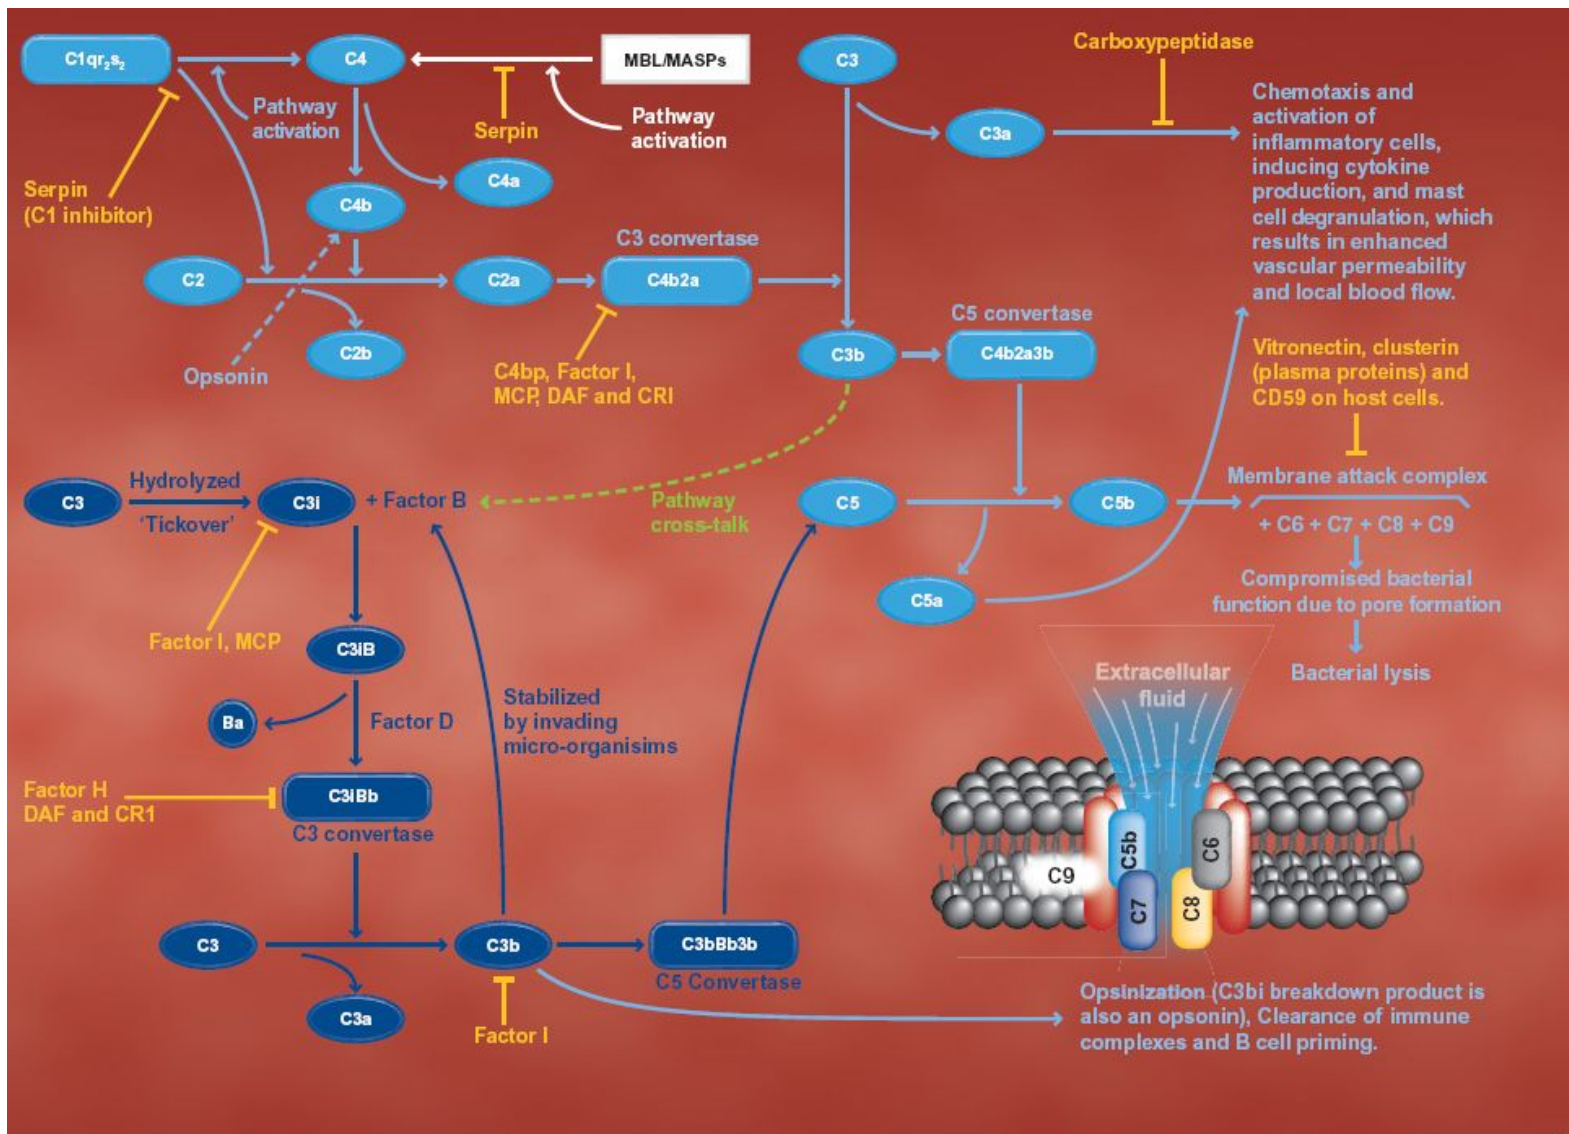 C1qr₂s₂
C4
MBL/MASPs
C3
Carboxypeptidase
Pathway
activation
Serpin
Pathway
activation
C3a
Chemotaxis and
activation of
inflammatory cells,
inducing cytokine
production, and mast
cell degranulation, which
results in enhanced
vascular permeability
and local blood flow.
Serpin
(C1 inhibitor)
C4a
C4b
C3 convertase
C2
C2a
C4b2a
C5 convertase
C2b
C3b
C4b2a3b
Opsonin
C4bp, Factor I,
MCP, DAF and CRI
Vitronectin, clusterin
(plasma proteins) and
CD59 on host cells.
Membrane attack complex
+ C6 + C7 + C8 + C9
C3
Hydrolyzed
'Tickover'
C3i
+ Factor B
Pathway
cross-talk
C5
C5b
C5a
Compromised bacterial
function due to pore formation
Bacterial lysis
Factor I, MCP
C3iB
Ba
Factor D
Stabilized
by invading
micro-organisims
Factor H
DAF and CR1
C3iBb
C3 convertase
Extracellular
fluid
C5b
C6
C9
C7
C8
C3
C3b
C3bBb3b
C5 Convertase
C3a
Factor I
Opsinization (C3bi breakdown product is
also an opsonin), Clearance of immune
complexes and B cell priming.